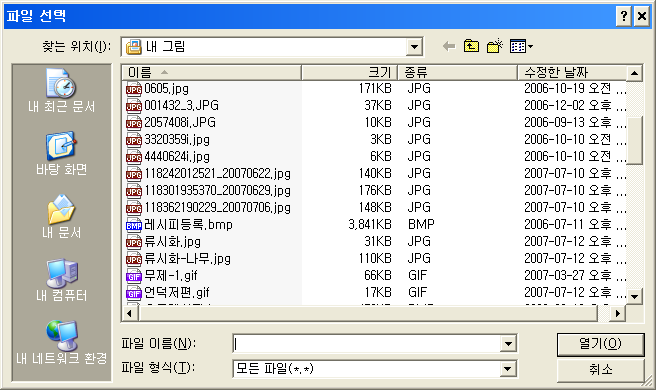 파일 선택
찾는 위치(I): 내 그림
이름 크기 종류 수정한 날짜
0605.jpg 171KB JPG 2006-10-19 오전 ...
001432_3.JPG 37KB JPG 2006-12-02 오후 ...
2057408i.JPG 10KB JPG 2006-09-13 오후 ...
3320359i.jpg 3KB JPG 2006-10-10 오후 ...
4440624i.jpg 6KB JPG 2006-10-10 오후 ...
118242012521_20070622.jpg 140KB JPG 2007-07-10 오후 ...
118301935370_20070629.jpg 176KB JPG 2007-07-10 오후 ...
118362190229_20070706.jpg 148KB JPG 2007-07-10 오후 ...
레시피등록.bmp 3,841KB BMP 2006-07-11 오후 ...
류시화.jpg 31KB JPG 2007-07-12 오후 ...
류시화-나무.jpg 110KB JPG 2007-07-12 오후 ...
무제-1.gif 66KB GIF 2007-03-27 오후 ...
언덕저편.gif 17KB GIF 2007-07-12 오후 ...
내 최근 문서
바탕 화면
내 문서
내 컴퓨터
내 네트워크 환경
파일 이름(N): 열기(O)
파일 형식(T): 모든 파일(*.*) 취소